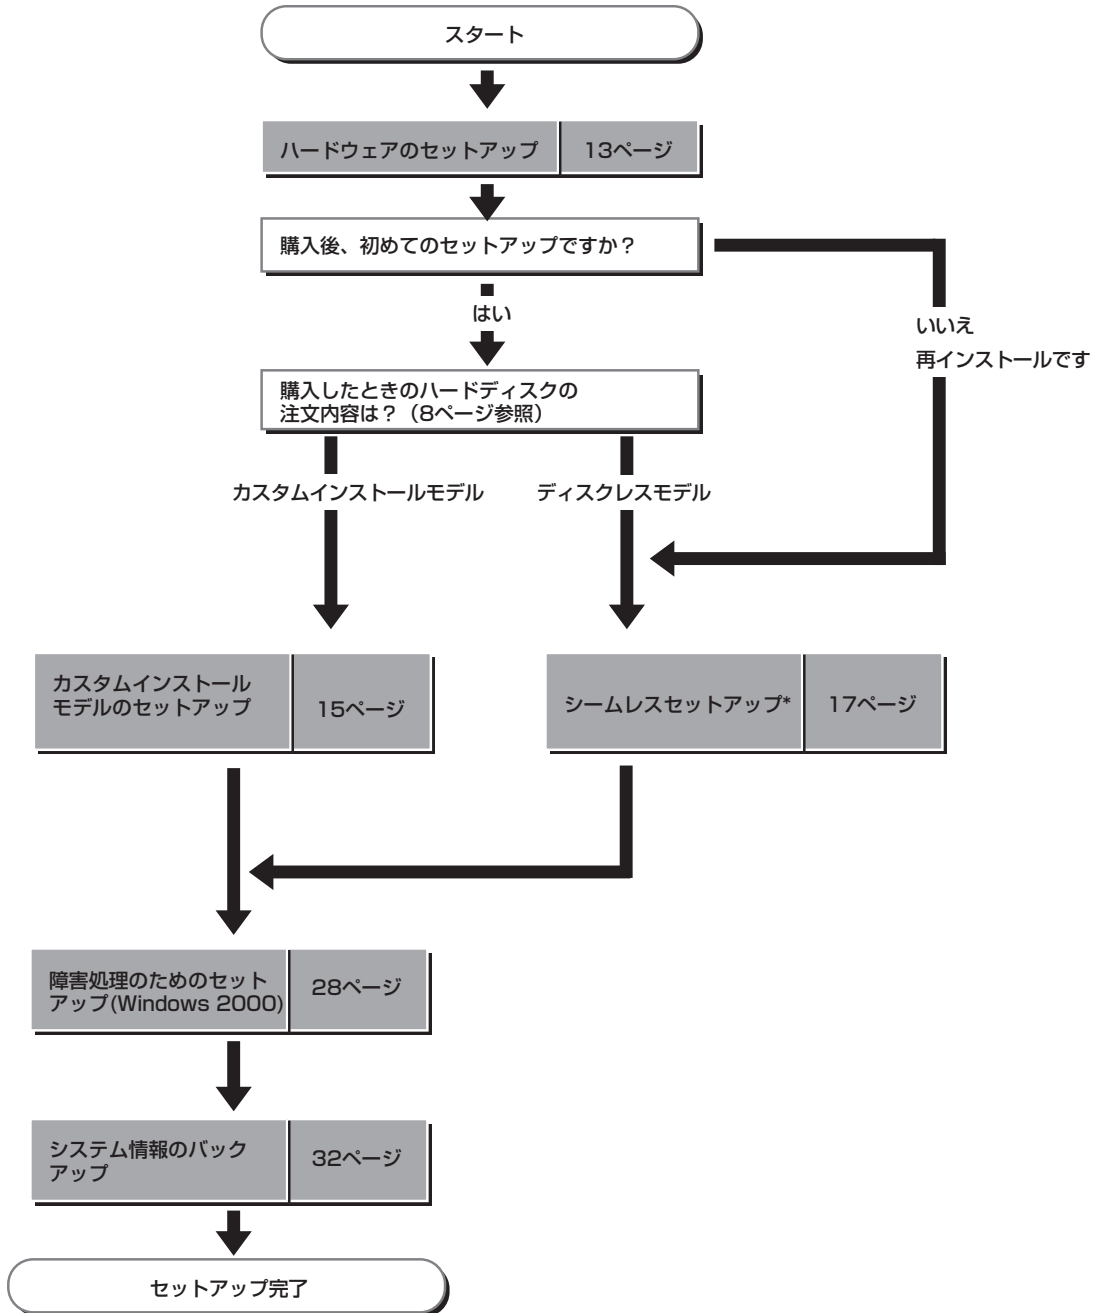 スタート
ハードウェアのセットアップ
13ページ
購入後、初めてのセットアップですか？
はい
いいえ
再インストールです
購入したときのハードディスクの
注文内容は？（8ページ参照）
カスタムインストールモデル
ディスクレスモデル
カスタムインストール
モデルのセットアップ
15ページ
シームレスセットアップ*
17ページ
障害処理のためのセット
アップ(Windows 2000)
28ページ
システム情報のバック
アップ
32ページ
セットアップ完了